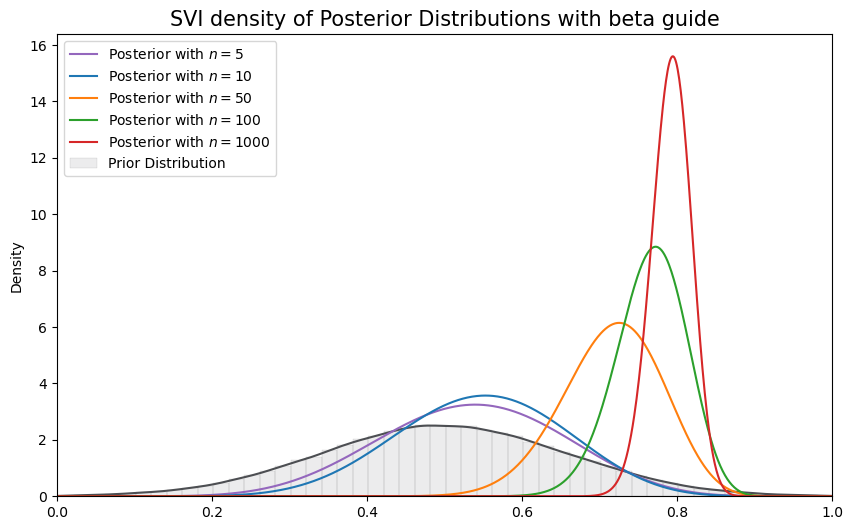 SVI density of Posterior Distributions with beta guide
Posterior with n = 5
Posterior with n = 10
Posterior with n = 50
Posterior with n = 100
Posterior with n = 1000
Prior Distribution
Density
16
14
12
10
8
6
4
2
0
0.0 0.2 0.4 0.6 0.8 1.0